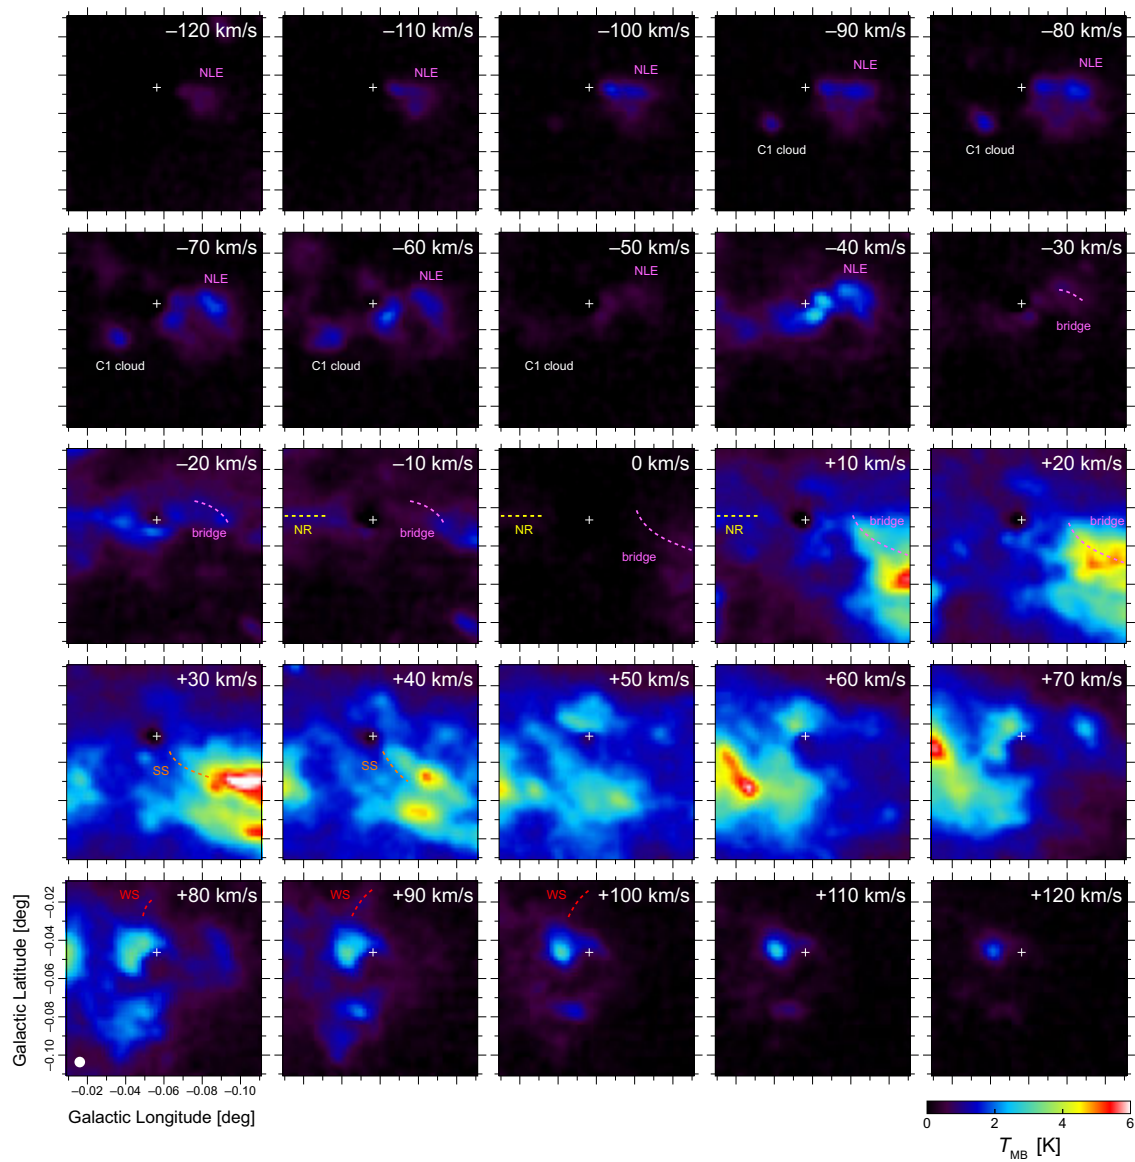 –120 km/s
–110 km/s
–100 km/s
–90 km/s
–80 km/s
NLE
NLE
NLE
NLE
NLE
C1 cloud
C1 cloud
–70 km/s
–60 km/s
–50 km/s
–40 km/s
–30 km/s
NLE
NLE
NLE
NLE
bridge
C1 cloud
C1 cloud
–20 km/s
–10 km/s
0 km/s
+10 km/s
+20 km/s
bridge
NR
bridge
NR
bridge
NR
bridge
bridge
+30 km/s
+40 km/s
+50 km/s
+60 km/s
+70 km/s
SS
SS
+80 km/s
+90 km/s
+100 km/s
+110 km/s
+120 km/s
WS
WS
WS
Galactic Latitude [deg]
–0.02
–0.04
–0.06
–0.08
–0.10
–0.02
–0.04
–0.06
–0.08
–0.10
Galactic Longitude [deg]
0
2
4
6
TMB [K]